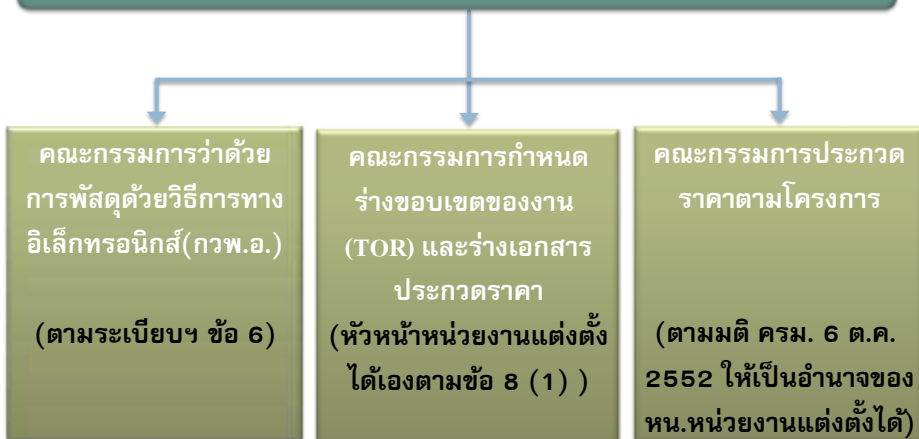 คณะกรรมการว่าด้วย
การพัสดุด้วยวิธีการทาง
อิเล็กทรอนิกส์(กวพ.อ.)
(ตามระเบียบฯ ข้อ 6)
คณะกรรมการกำหนด
ร่างขอบเขตของงาน
(TOR) และร่างเอกสาร
ประกวดราคา
(หัวหน้าหน่วยงานแต่งตั้ง
ได้เองตามข้อ 8 (1) )
คณะกรรมการประกวด
ราคาตามโครงการ
(ตามมติ ครม. 6 ต.ค.
2552 ให้เป็นอำนาจของ
หน.หน่วยงานแต่งตั้งได้)